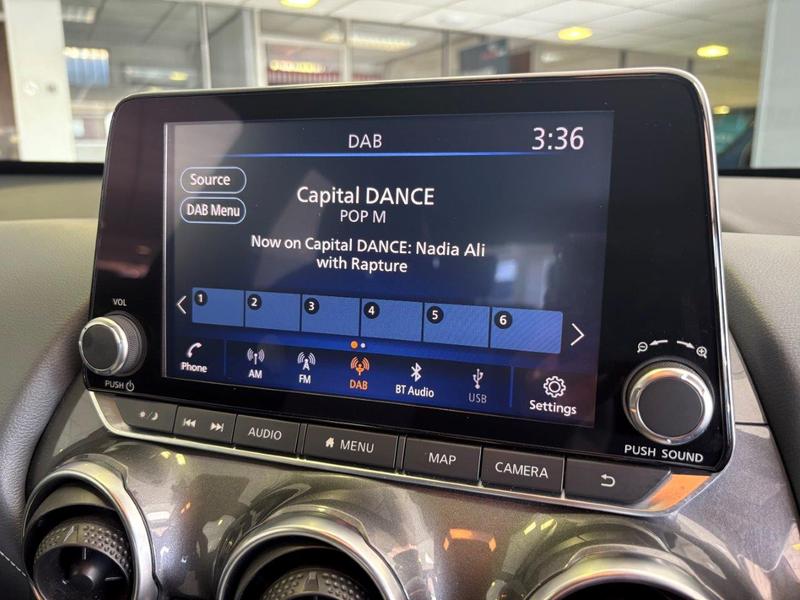 DAB
3:36
Source
DAB Menu
Capital DANCE
POP M
Now on Capital DANCE: Nadia Ali
with Rapture
1 2 3 4 5 6
Phone
AM
FM
DAB
BT Audio
USB
Settings
VOL
PUSH
PUSH SOUND
AUDIO
MENU
MAP
CAMERA